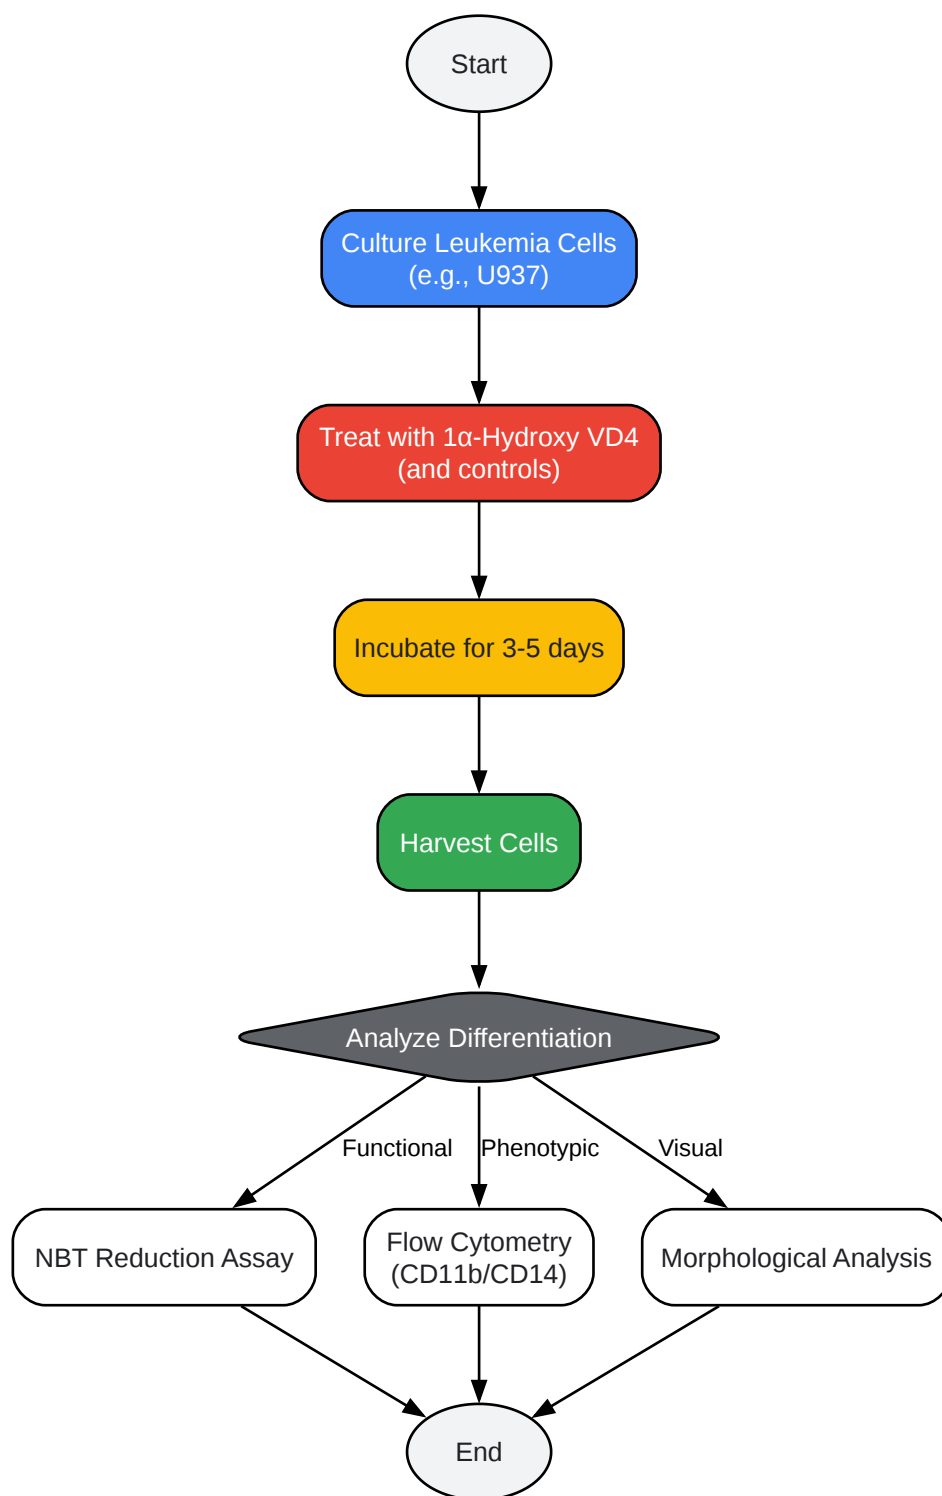 Start
Culture Leukemia Cells
(e.g., U937)
Treat with 1α-Hydroxy VD4
(and controls)
Incubate for 3-5 days
Harvest Cells
Analyze Differentiation
Functional
Phenotypic
Visual
NBT Reduction Assay
Flow Cytometry
(CD11b/CD14)
Morphological Analysis
End